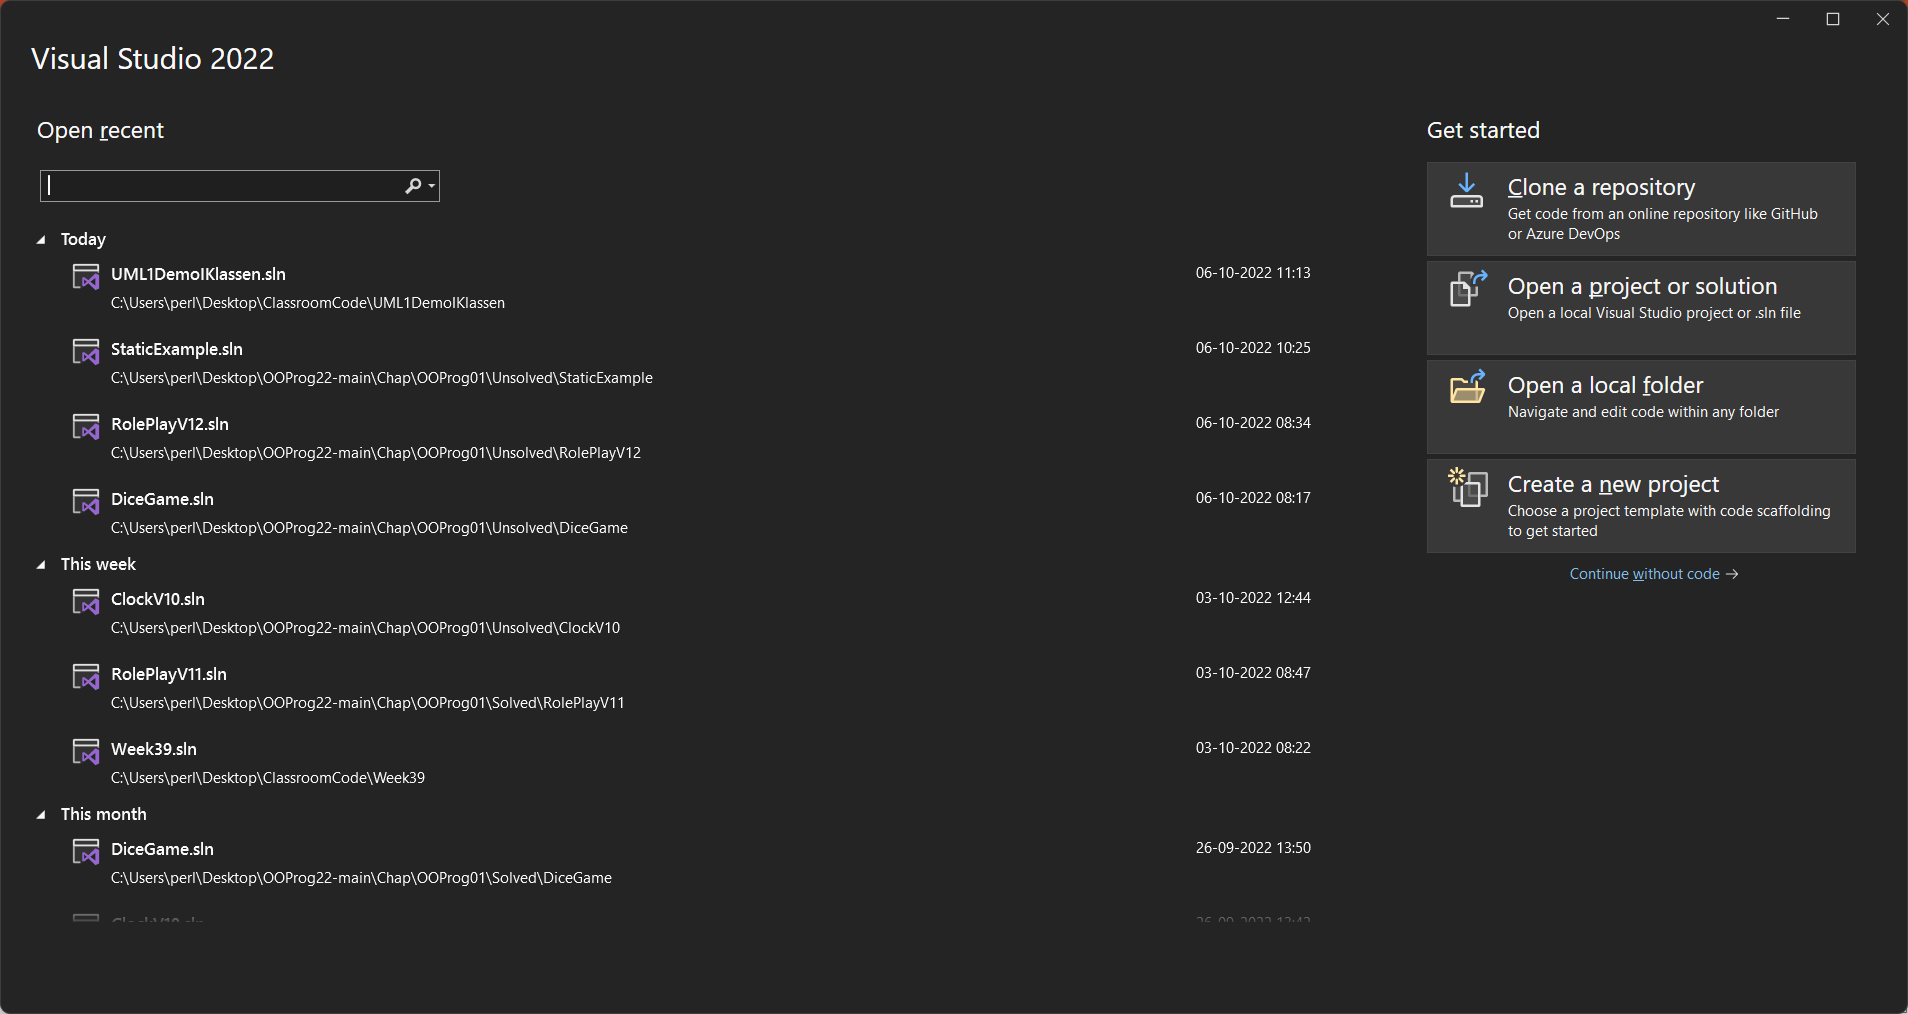 Visual Studio 2022
Open recent
Today
UML1DemoIKlassen.sln
06-10-2022 11:13
C:\Users\perl\Desktop\ClassroomCode\UML1DemoIKlassen
StaticExample.sln
06-10-2022 10:25
C:\Users\perl\Desktop\OOProg22-main\Chap\OOProg01\Unsolved\StaticExample
RolePlayV12.sln
06-10-2022 08:34
C:\Users\perl\Desktop\OOProg22-main\Chap\OOProg01\Unsolved\RolePlayV12
DiceGame.sln
06-10-2022 08:17
C:\Users\perl\Desktop\OOProg22-main\Chap\OOProg01\Unsolved\DiceGame
This week
ClockV10.sln
03-10-2022 12:44
C:\Users\perl\Desktop\OOProg22-main\Chap\OOProg01\Unsolved\ClockV10
RolePlayV11.sln
03-10-2022 08:47
C:\Users\perl\Desktop\OOProg22-main\Chap\OOProg01\Solved\RolePlayV11
Week39.sln
03-10-2022 08:22
C:\Users\perl\Desktop\ClassroomCode\Week39
This month
DiceGame.sln
26-09-2022 13:50
C:\Users\perl\Desktop\OOProg22-main\Chap\OOProg01\Solved\DiceGame
Get started
Clone a repository
Get code from an online repository like GitHub
or Azure DevOps
Open a project or solution
Open a local Visual Studio project or .sln file
Open a local folder
Navigate and edit code within any folder
Create a new project
Choose a project template with code scaffolding
to get started
Continue without code →